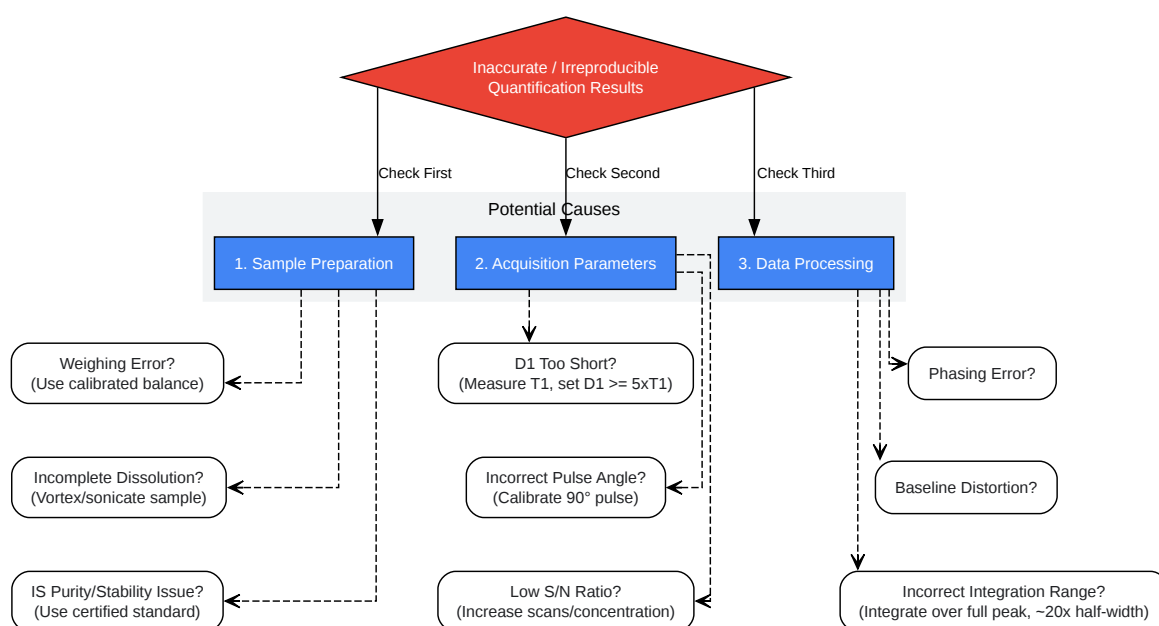 Inaccurate / Irreproducible
Quantification Results
Check First
Check Second
Check Third
Potential Causes
1. Sample Preparation
2. Acquisition Parameters
3. Data Processing
Weighing Error?
(Use calibrated balance)
D1 Too Short?
(Measure T1, set D1 >= 5xT1)
Phasing Error?
Incomplete Dissolution?
(Vortex/sonicate sample)
Incorrect Pulse Angle?
(Calibrate 90° pulse)
Baseline Distortion?
IS Purity/Stability Issue?
(Use certified standard)
Low S/N Ratio?
(Increase scans/concentration)
Incorrect Integration Range?
(Integrate over full peak, ~20x half-width)